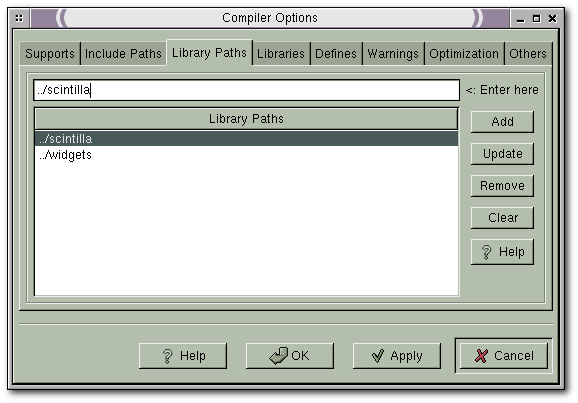 Compiler Options
Supports Include Paths Library Paths Libraries Defines Warnings Optimization Others
../scintilla <: Enter here
Library Paths
Add
../scintilla
../widgets
Update
Remove
Clear
? Help
? Help OK Apply Cancel